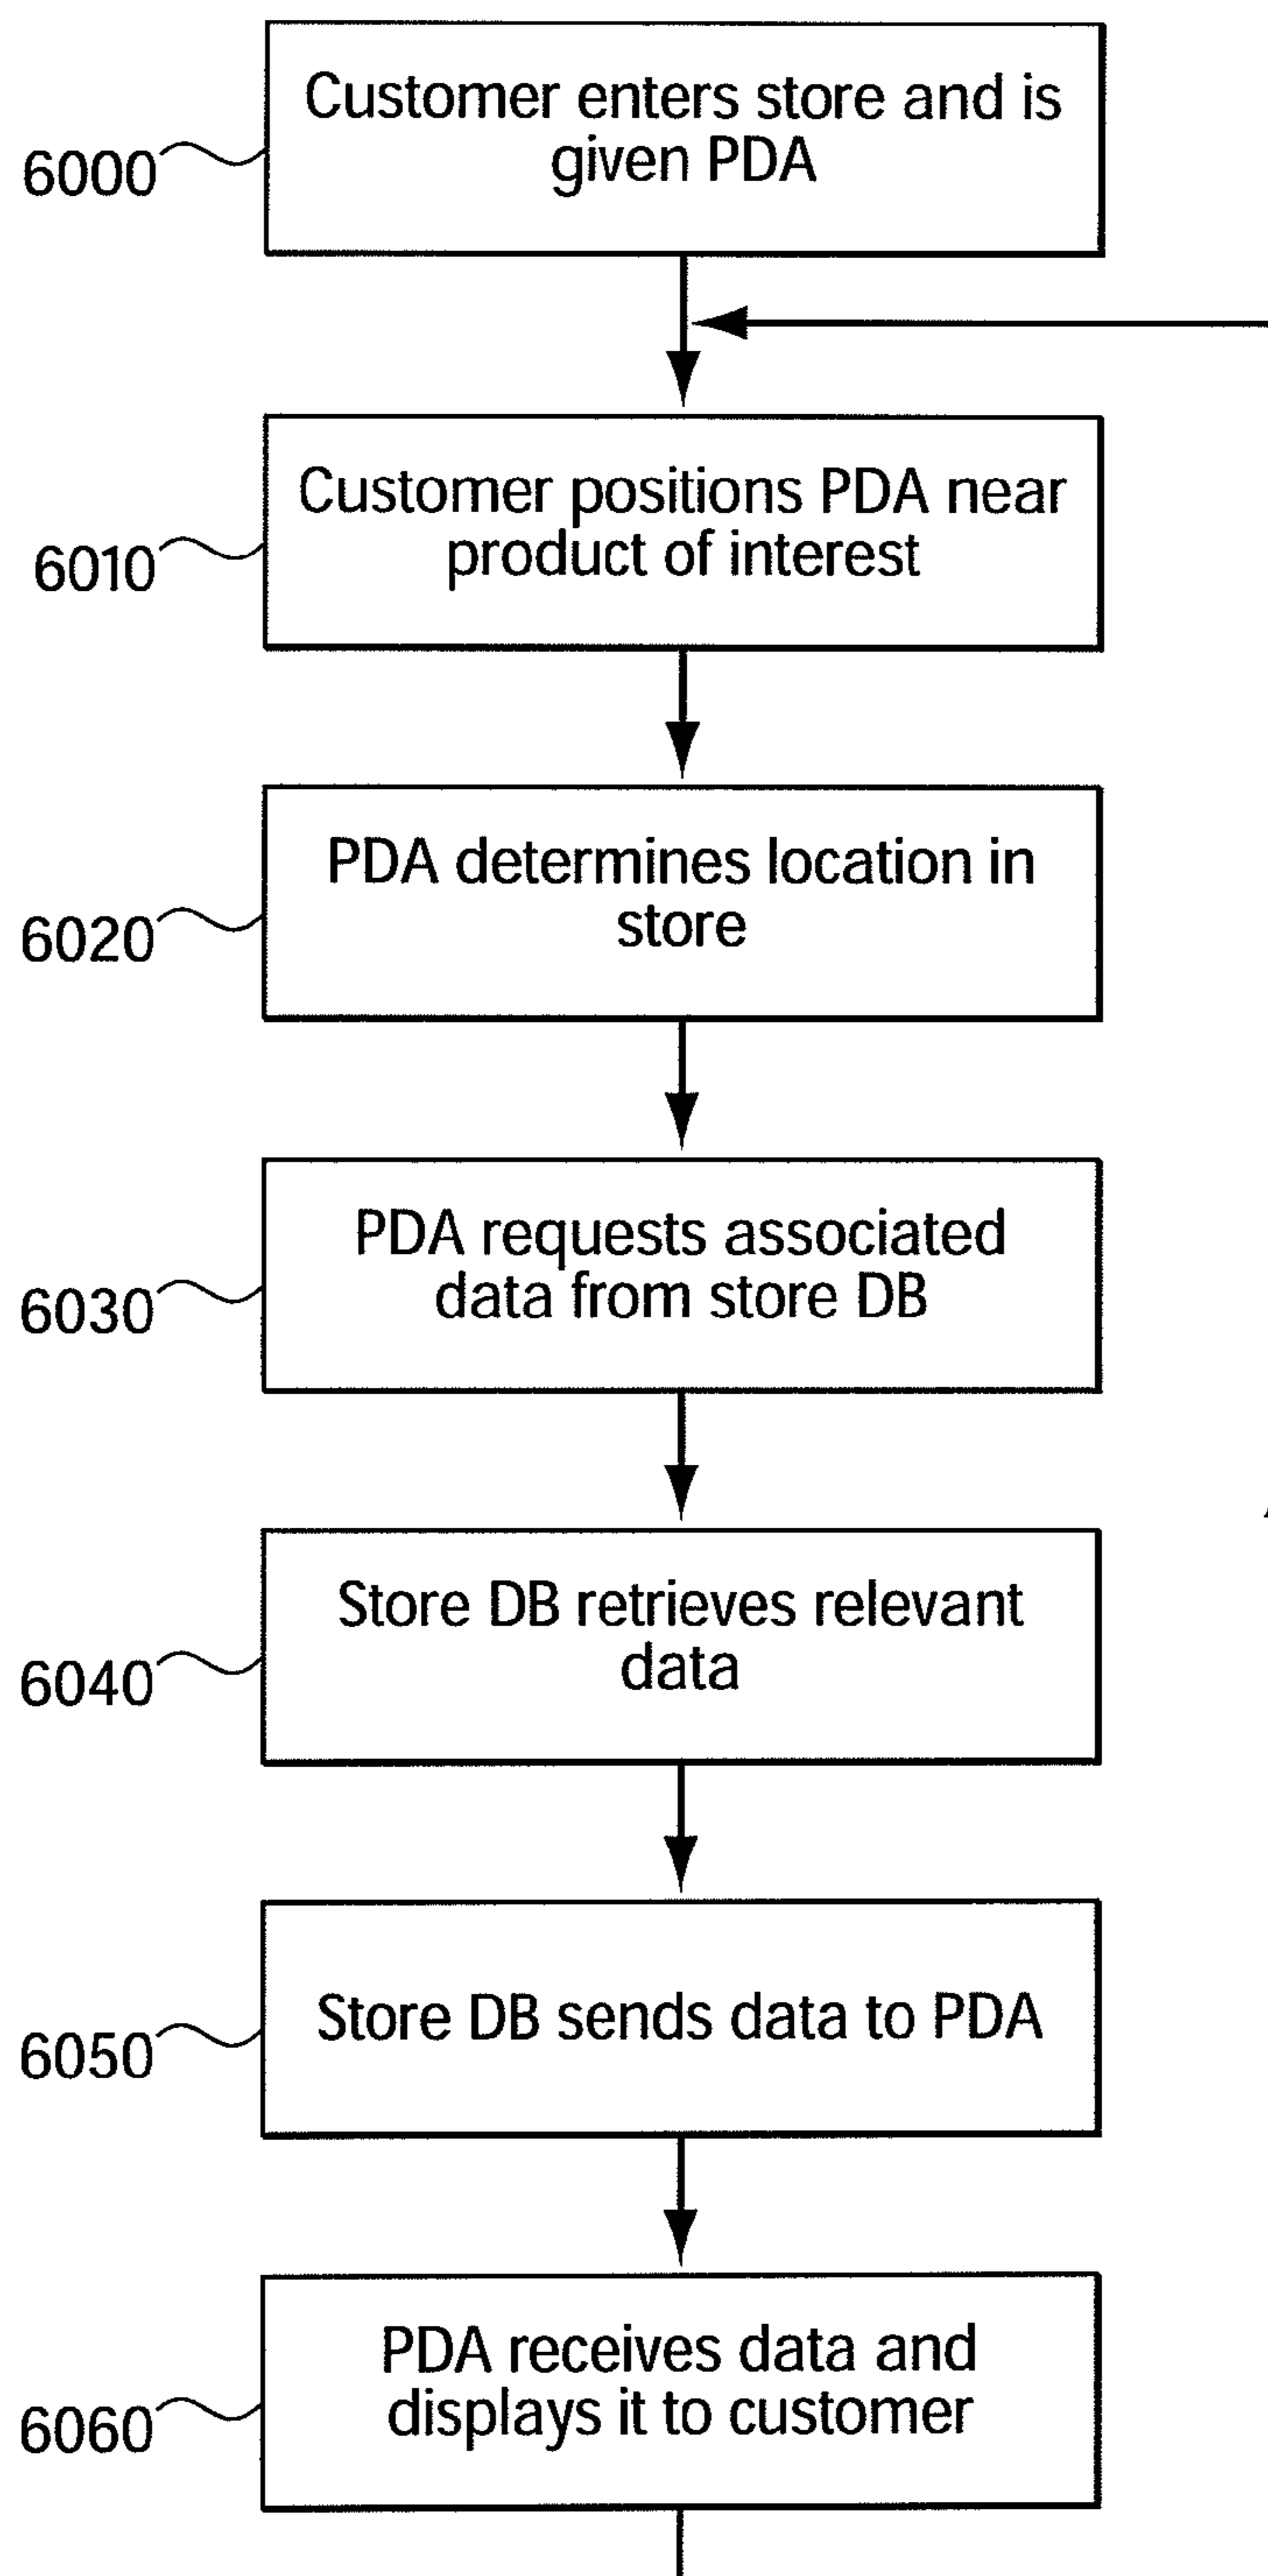 Customer enters store and is
given PDA
6000
Customer positions PDA near
product of interest
6010
PDA determines location in
store
6020
PDA requests associated
data from store DB
6030
Store DB retrieves relevant
data
6040
Store DB sends data to PDA
6050
PDA receives data and
displays it to customer
6060